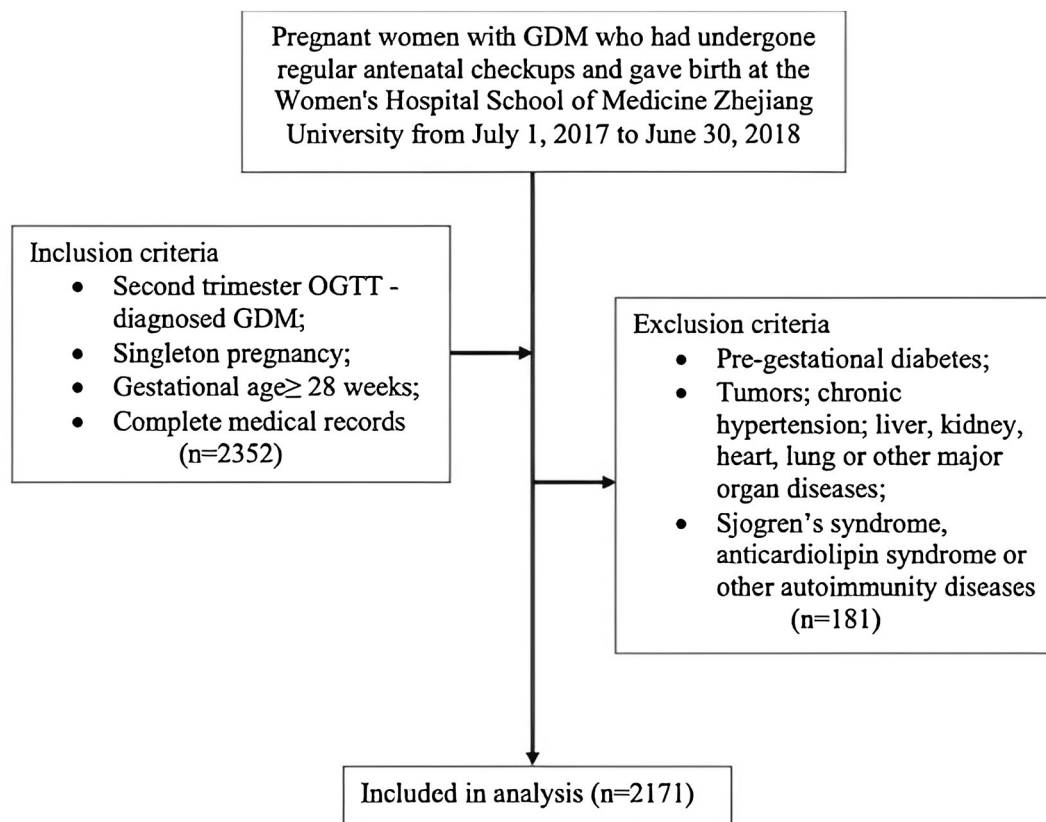 Pregnant women with GDM who had undergone
regular antenatal checkups and gave birth at the
Women's Hospital School of Medicine Zhejiang
University from July 1, 2017 to June 30, 2018
Inclusion criteria
• Second trimester OGTT -
diagnosed GDM;
• Singleton pregnancy;
• Gestational age≥ 28 weeks;
• Complete medical records
(n=2352)
Exclusion criteria
• Pre-gestational diabetes;
• Tumors; chronic
hypertension; liver, kidney,
heart, lung or other major
organ diseases;
• Sjogren’s syndrome,
anticardiolipin syndrome or
other autoimmunity diseases
(n=181)
Included in analysis (n=2171)